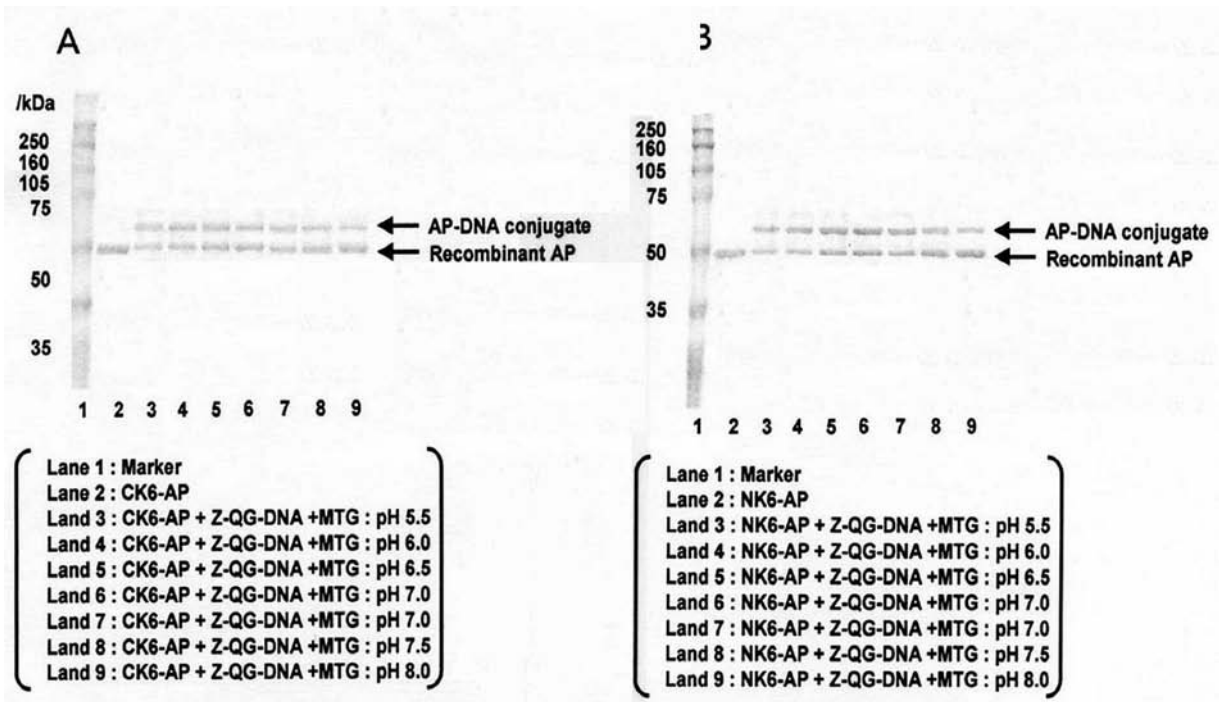 A
/kDa
250
160
105
75
50
35
AP-DNA conjugate
Recombinant AP
1 2 3 4 5 6 7 8 9
Lane 1 : Marker
Lane 2 : CK6-AP
Land 3 : CK6-AP + Z-QG-DNA +MTG : pH 5.5
Land 4 : CK6-AP + Z-QG-DNA +MTG : pH 6.0
Land 5 : CK6-AP + Z-QG-DNA +MTG : pH 6.5
Land 6 : CK6-AP + Z-QG-DNA +MTG : pH 7.0
Land 7 : CK6-AP + Z-QG-DNA +MTG : pH 7.0
Land 8 : CK6-AP + Z-QG-DNA +MTG : pH 7.5
Land 9 : CK6-AP + Z-QG-DNA +MTG : pH 8.0
B
250
160
105
75
50
35
AP-DNA conjugate
Recombinant AP
1 2 3 4 5 6 7 8 9
Lane 1 : Marker
Lane 2 : NK6-AP
Land 3 : NK6-AP + Z-QG-DNA +MTG : pH 5.5
Land 4 : NK6-AP + Z-QG-DNA +MTG : pH 6.0
Land 5 : NK6-AP + Z-QG-DNA +MTG : pH 6.5
Land 6 : NK6-AP + Z-QG-DNA +MTG : pH 7.0
Land 7 : NK6-AP + Z-QG-DNA +MTG : pH 7.0
Land 8 : NK6-AP + Z-QG-DNA +MTG : pH 7.5
Land 9 : NK6-AP + Z-QG-DNA +MTG : pH 8.0